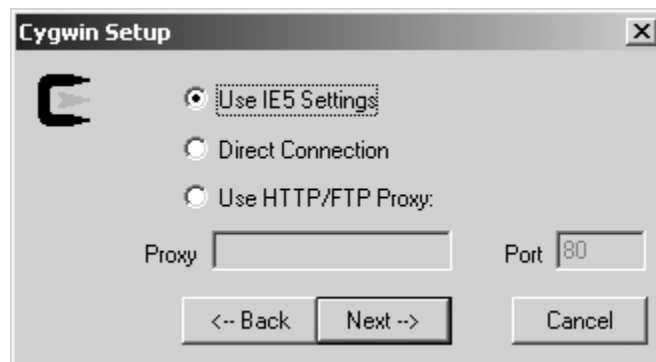 Cygwin Setup
Use IE5 Settings
Direct Connection
Use HTTP/FTP Proxy:
Proxy Port 80
<-- Back Next --> Cancel